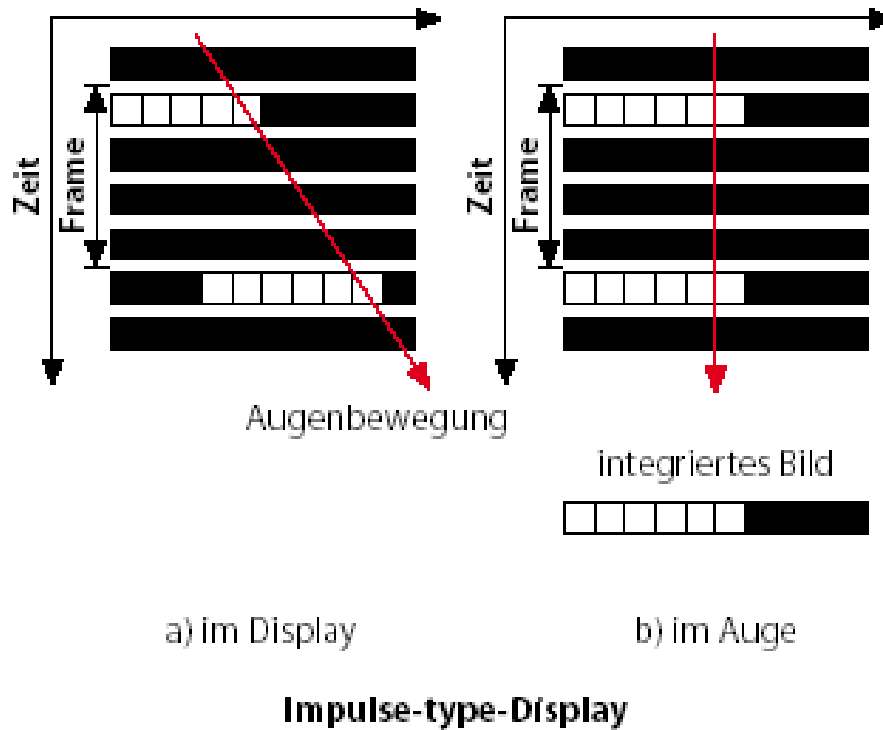 Zeit
Frame
Zeit
Frame
Augenbewegung
integriertes Bild
a) im Display
b) im Auge
Impulse-type-Display